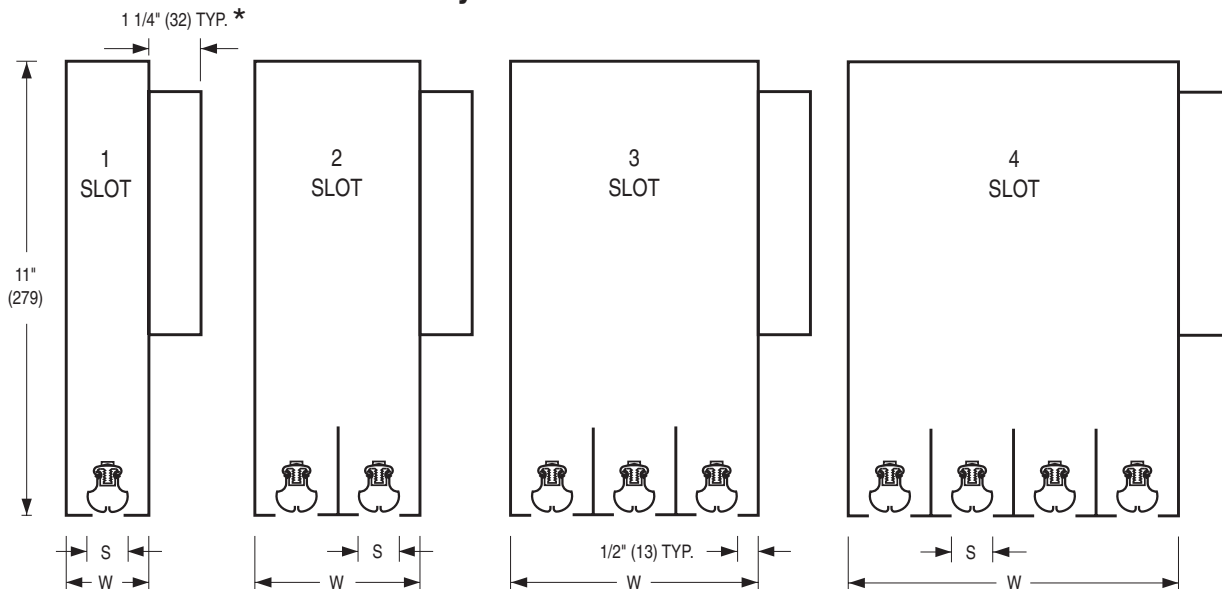 1 1/4" (32) TYP. *
1
SLOT
2
SLOT
3
SLOT
4
SLOT
11"
(279)
S
S
1/2" (13) TYP.
S
W
W
W
W